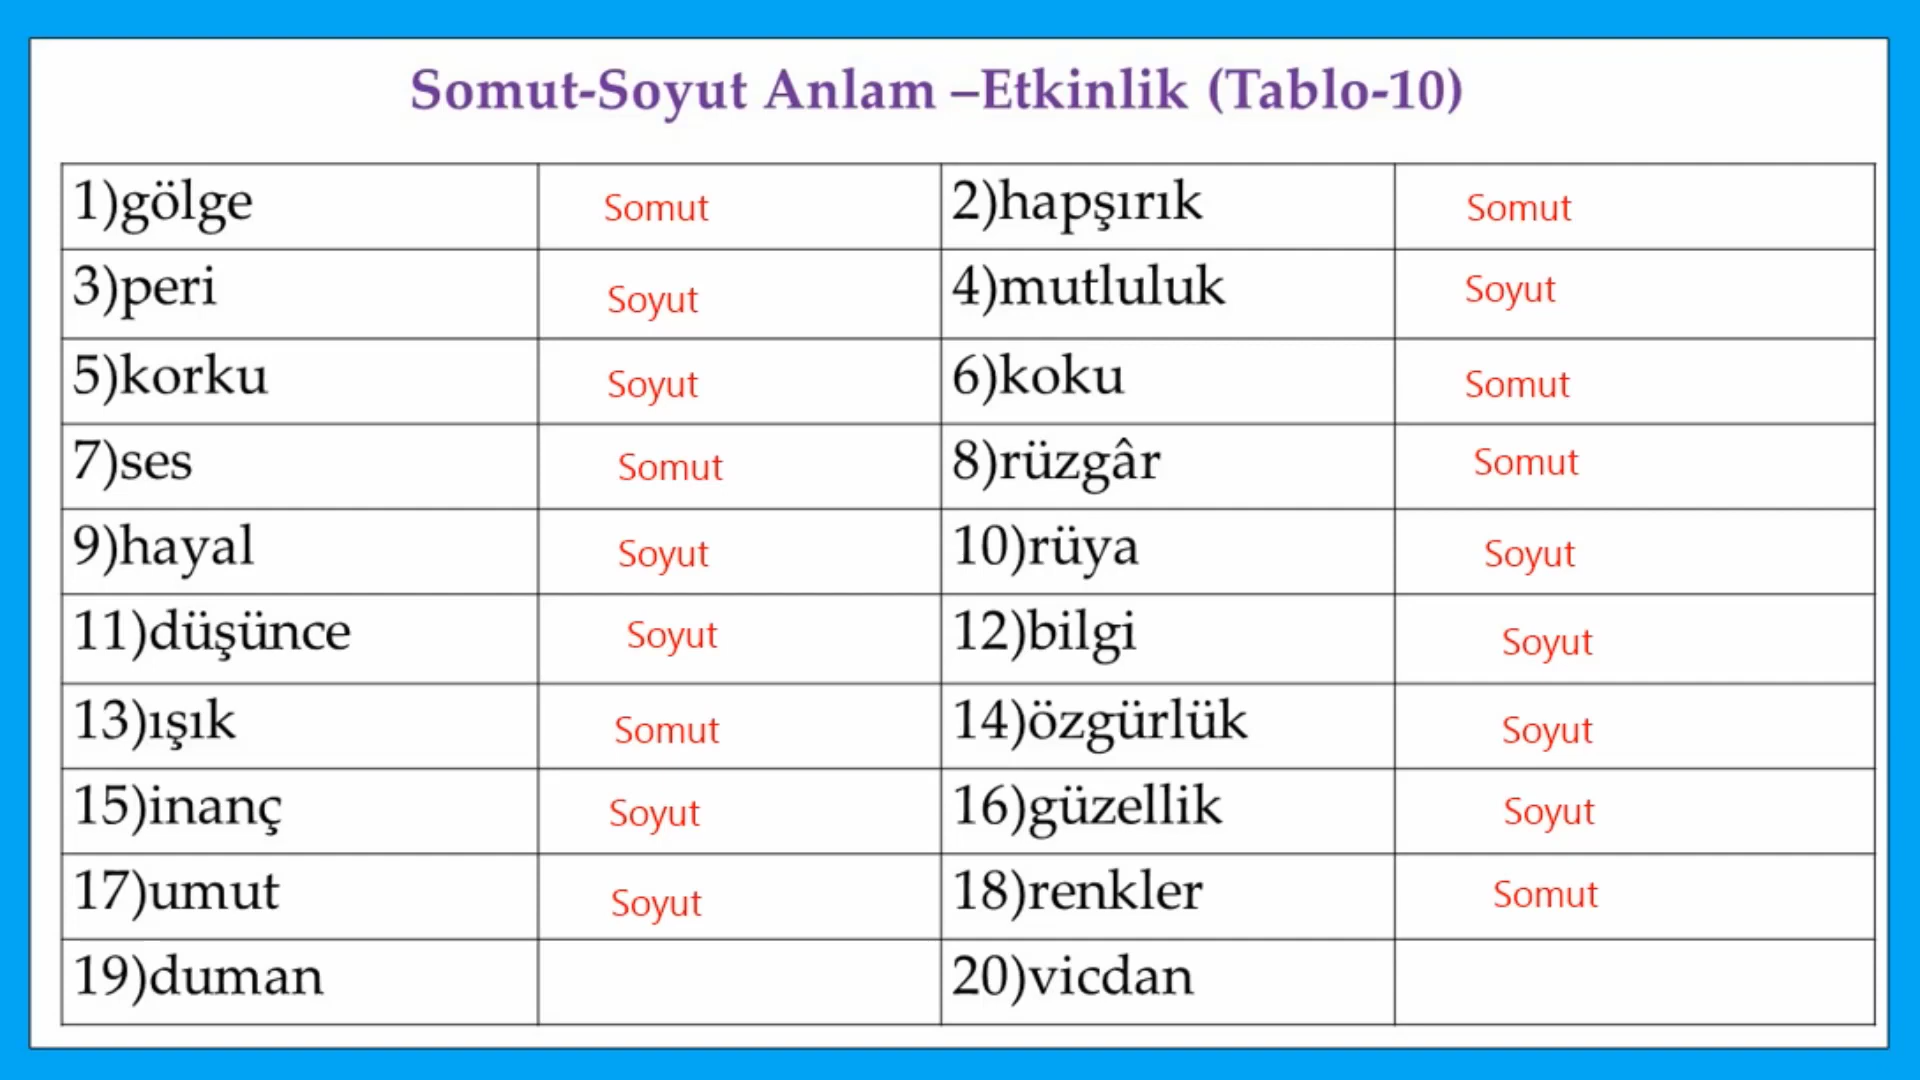 Somut-Soyut Anlam –Etkinlik (Tablo-10)
1)gölge Somut 2)hapşırık Somut
3)peri Soyut 4)mutluluk Soyut
5)korku Soyut 6)koku Somut
7)ses Somut 8)rüzgâr Somut
9)hayal Soyut 10)rüya Soyut
11)düşünce Soyut 12)bilgi Soyut
13)ışık Somut 14)özgürlük Soyut
15)inanç Soyut 16)güzellik Soyut
17)umut Soyut 18)renkler Somut
19)duman 20)vicdan